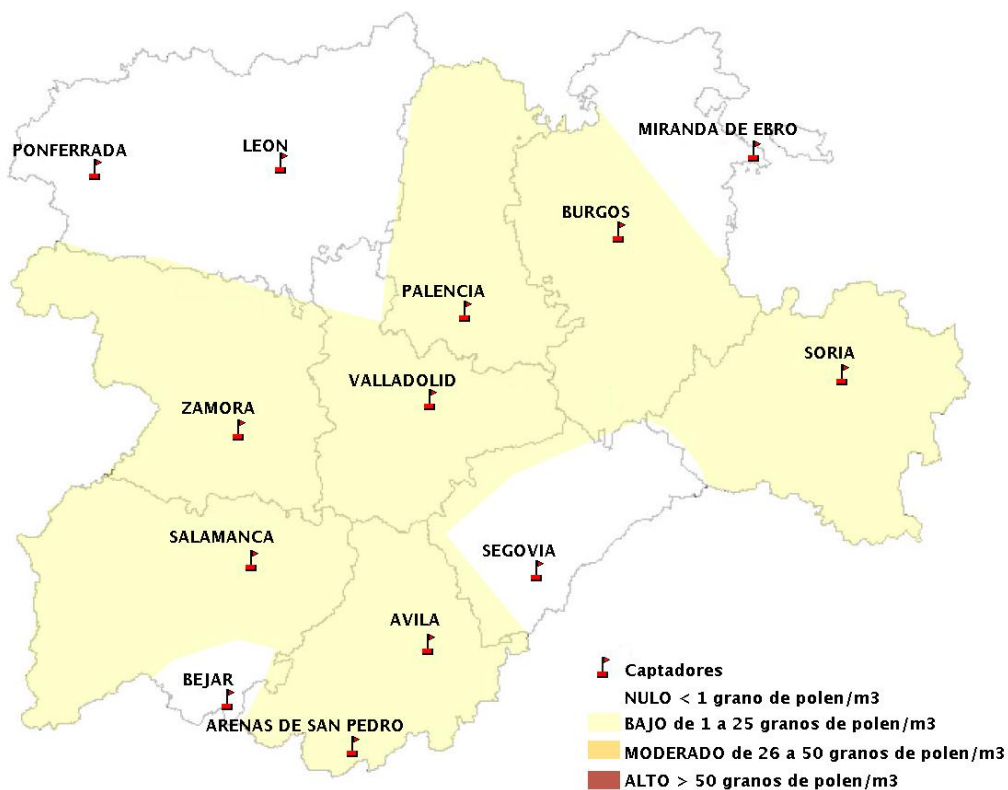 MIRANDA DE EBRO
PONFERRADA
LEON
BURGOS
PALENCIA
SORIA
VALLADOLID
ZAMORA
SALAMANCA
SEGOVIA
AVILA
BEJAR
ARENAS DE SAN PEDRO
Captadores
NULO < 1 grano de polen/m3
BAJO de 1 a 25 granos de polen/m3
MODERADO de 26 a 50 granos de polen/m3
ALTO > 50 granos de polen/m3